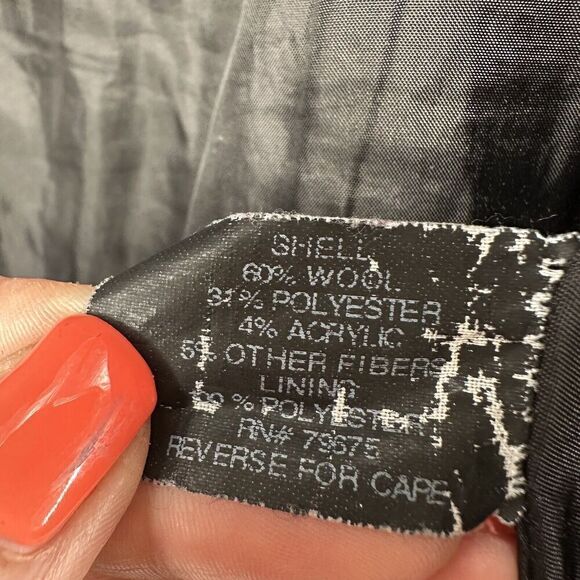 SHELL
60% WOOL
31% POLYESTER
4% ACRYLIC
5% OTHER FIBERS
LINING
% POLYESTER
RN# 73675
REVERSE FOR CARE